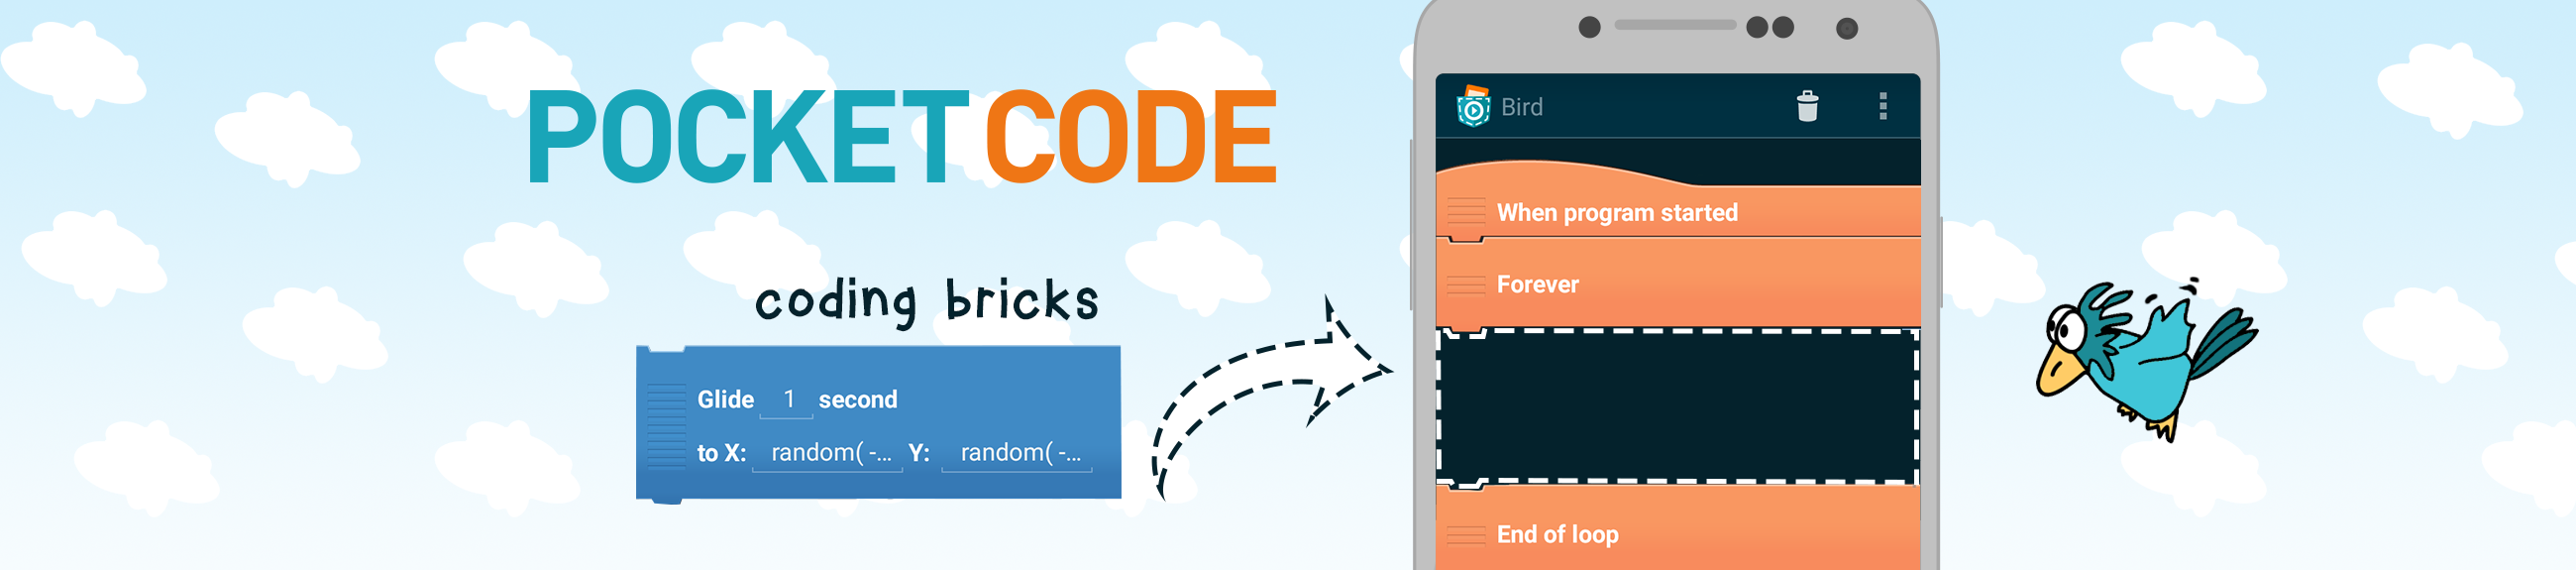 POCKET CODE
coding bricks
Glide 1 second
to X: random( -... Y: random( -...
Bird
When program started
Forever
End of loop